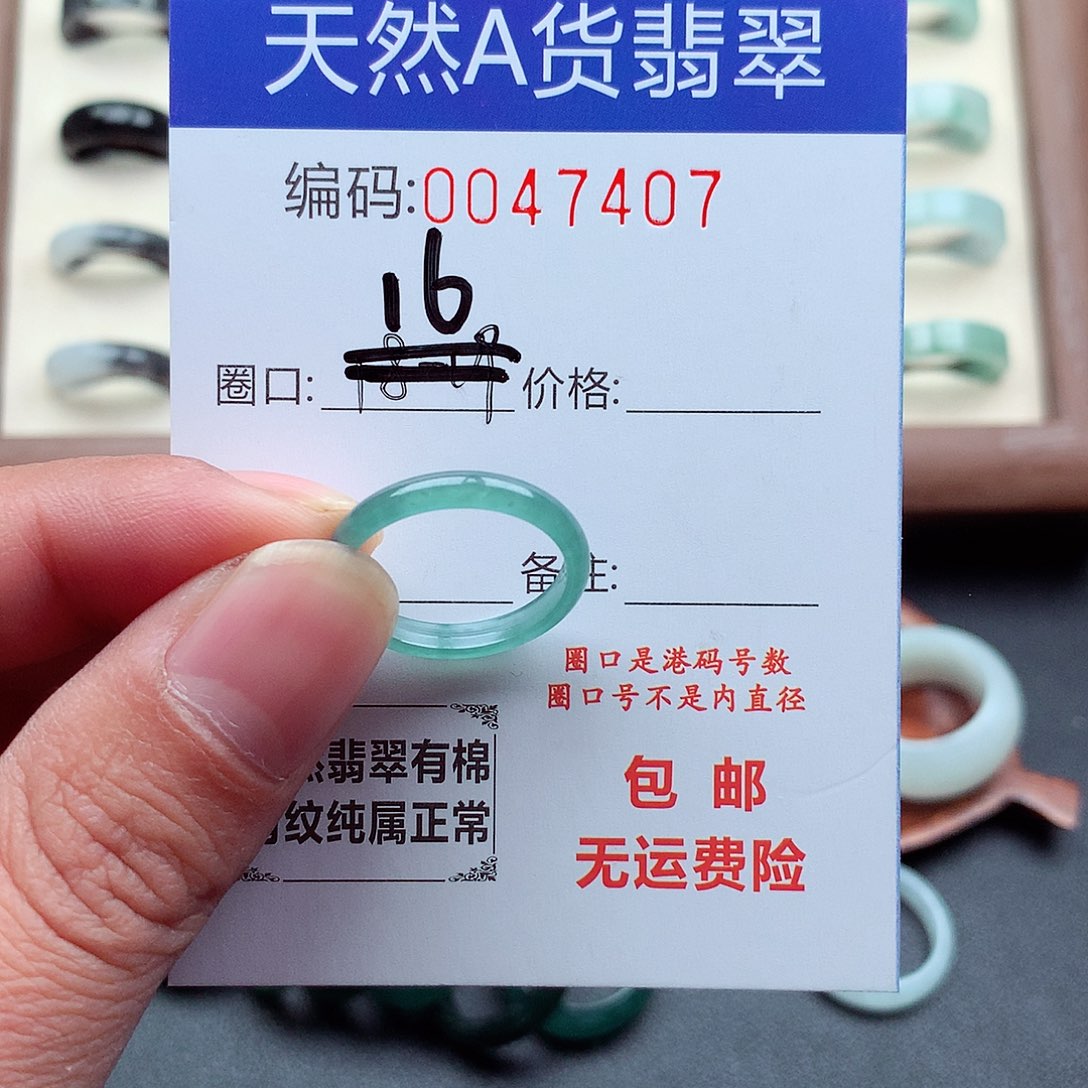 天然A货翡翠
编码:0047407
16
圈口: 价格:
备注:
圈口是港码号数
圈口号不是内直径
翡翠有棉
纹纯属正常
包邮
无运费险